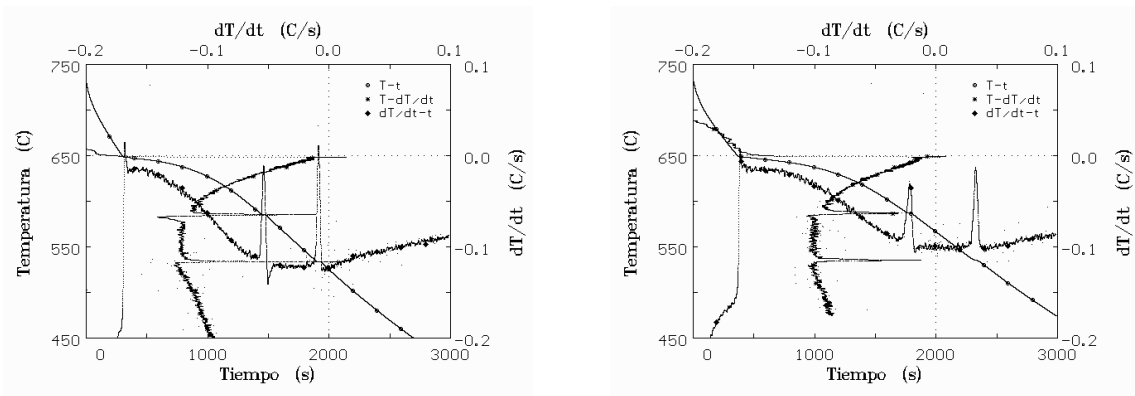 dT/dt (C/s)
-0.2 -0.1 0.0 0.1
750 0.1
T-t
T-dT/dt
dT/dt-t
650 0.0
Temperatura (C)
dT/dt (C/s)
550 -0.1
450 -0.2
0 1000 2000 3000
Tiempo (s)
dT/dt (C/s)
-0.2 -0.1 0.0 0.1
750 0.1
T-t
T-dT/dt
dT/dt-t
650 0.0
Temperatura (C)
dT/dt (C/s)
550 -0.1
450 -0.2
0 1000 2000 3000
Tiempo (s)